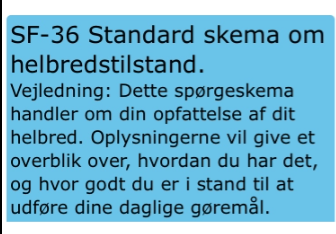 SF-36 Standard skema om
helbredstilstand.
Vejledning: Dette spørgeskema
handler om din opfattelse af dit
helbred. Oplysningerne vil give et
overblik over, hvordan du har det,
og hvor godt du er i stand til at
udføre dine daglige gøremål.